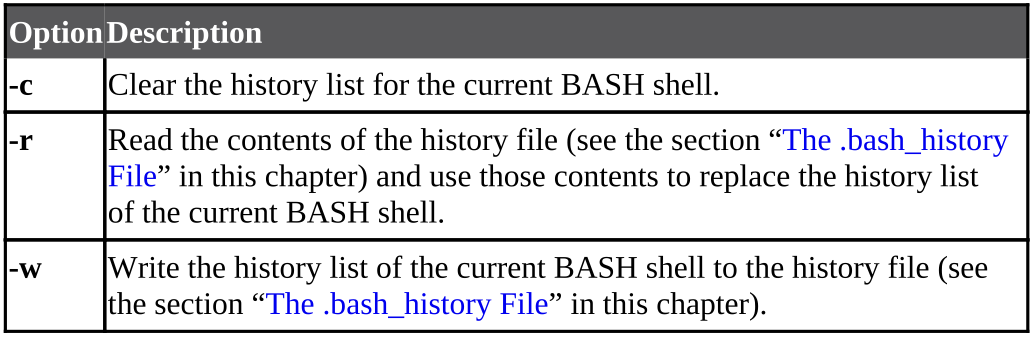 Option Description
-c Clear the history list for the current BASH shell.
-r Read the contents of the history file (see the section “The .bash_history
File” in this chapter) and use those contents to replace the history list
of the current BASH shell.
-w Write the history list of the current BASH shell to the history file (see
the section “The .bash_history File” in this chapter).